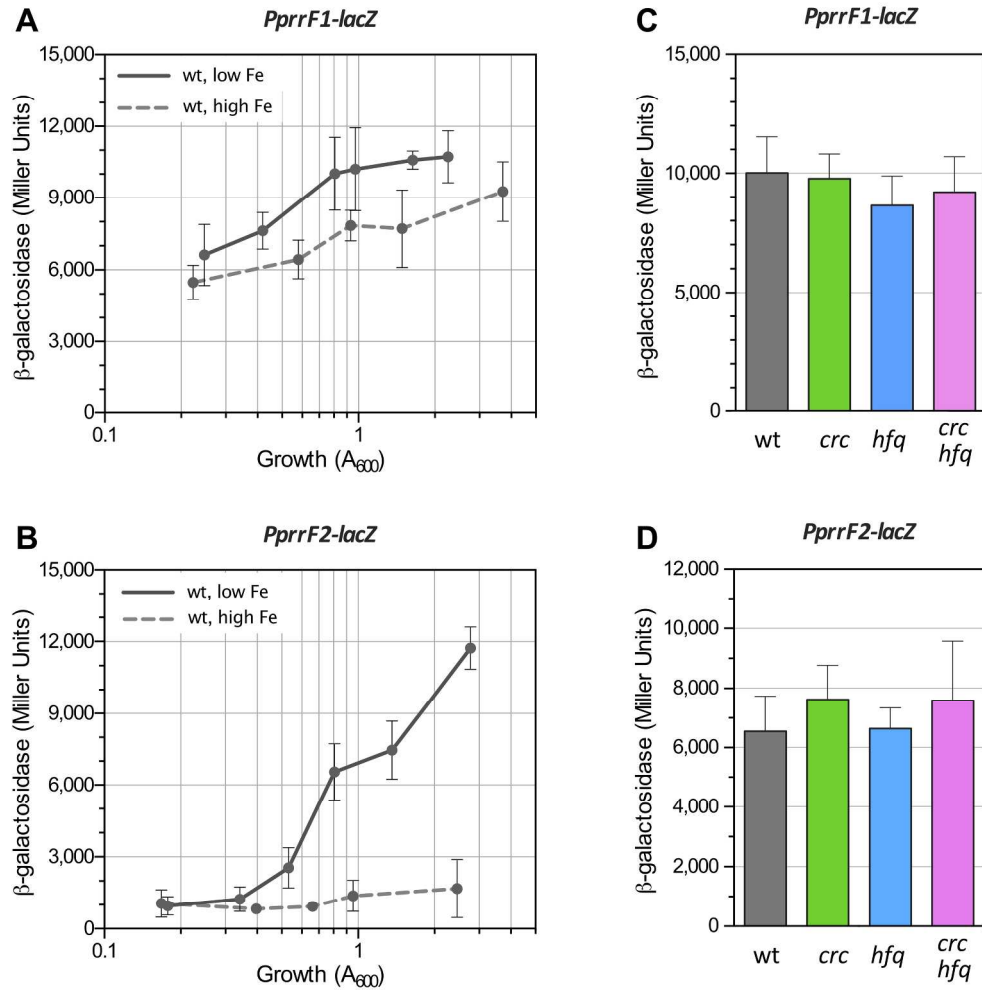 A
PprrF1-lacZ
15,000
12,000
9,000
6,000
3,000
0
β-galactosidase (Miller Units)
wt, low Fe
wt, high Fe
0.1
1
Growth (A600)
C
PprrF1-lacZ
15,000
10,000
5,000
0
β-galactosidase (Miller Units)
wt
crc
hfq
crc
hfq
B
PprrF2-lacZ
15,000
12,000
9,000
6,000
3,000
0
β-galactosidase (Miller Units)
wt, low Fe
wt, high Fe
0.1
1
Growth (A600)
D
PprrF2-lacZ
12,000
10,000
8,000
6,000
4,000
2,000
0
β-galactosidase (Miller Units)
wt
crc
hfq
crc
hfq